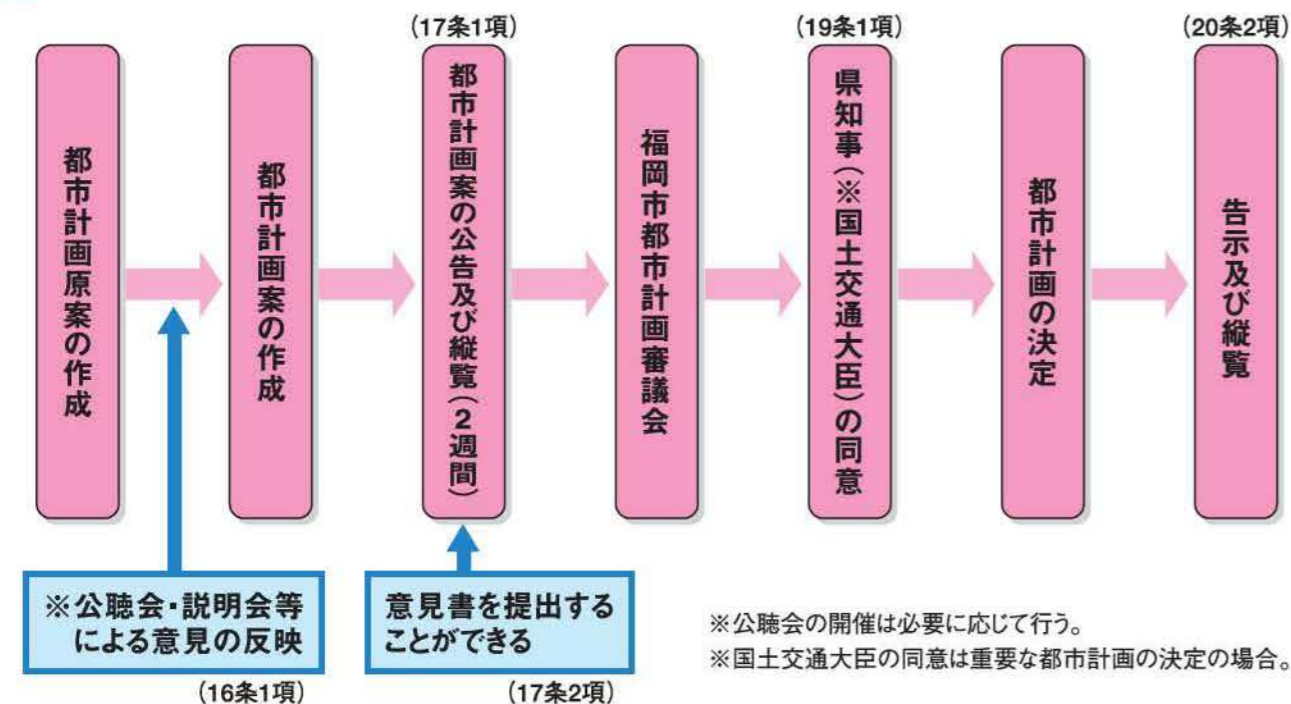 (17条1項)
(19条1項)
(20条2項)
都市計画原案の作成
都市計画案の作成
都市計画案の公告及び縦覧(2週間)
福岡市都市計画審議会
県知事(※国土交通大臣)の同意
都市計画の決定
告示及び縦覧
※公聴会・説明会等
による意見の反映
(16条1項)
意見書を提出する
ことができる
(17条2項)
※公聴会の開催は必要に応じて行う。
※国土交通大臣の同意は重要な都市計画の決定の場合。